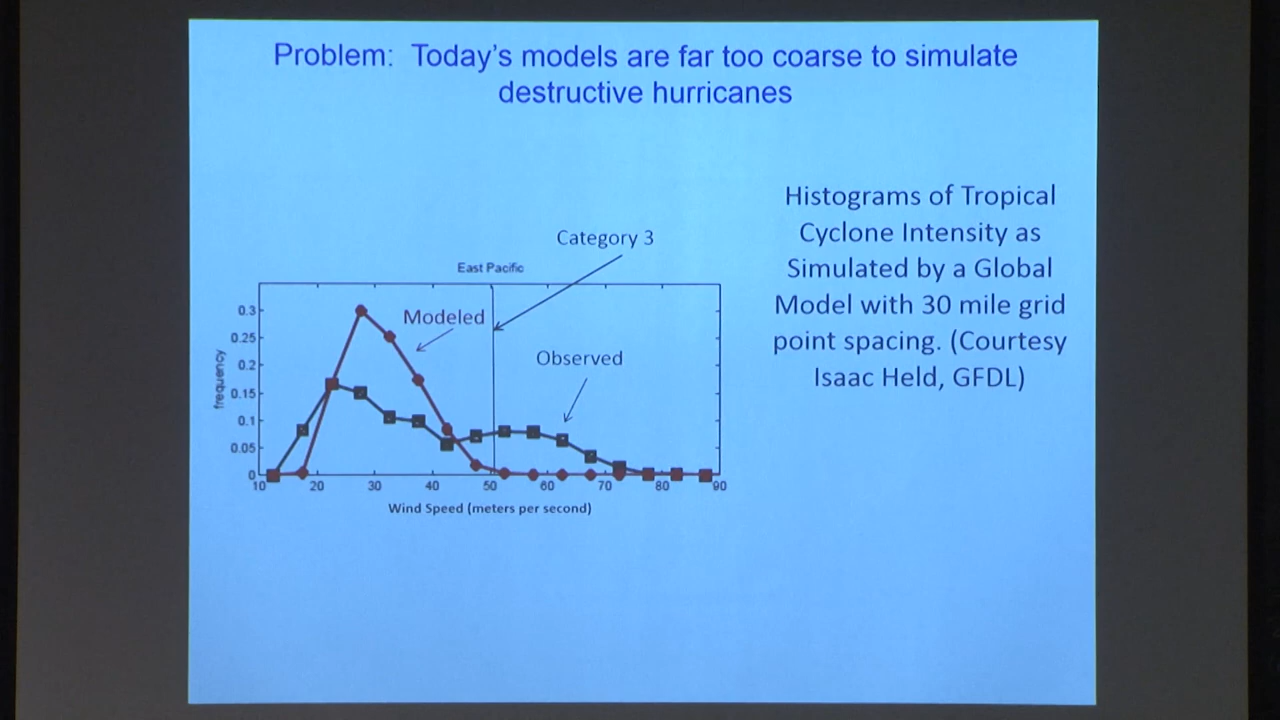 Problem: Today's models are far too coarse to simulate
destructive hurricanes
Histograms of Tropical
Cyclone Intensity as
Simulated by a Global
Model with 30 mile grid
point spacing. (Courtesy
Isaac Held, GFDL)
Category 3
East Pacific
Modeled
Observed
frequency
0.3
0.25
0.2
0.15
0.1
0.05
0
10 20 30 40 50 60 70 80 90
Wind Speed (meters per second)